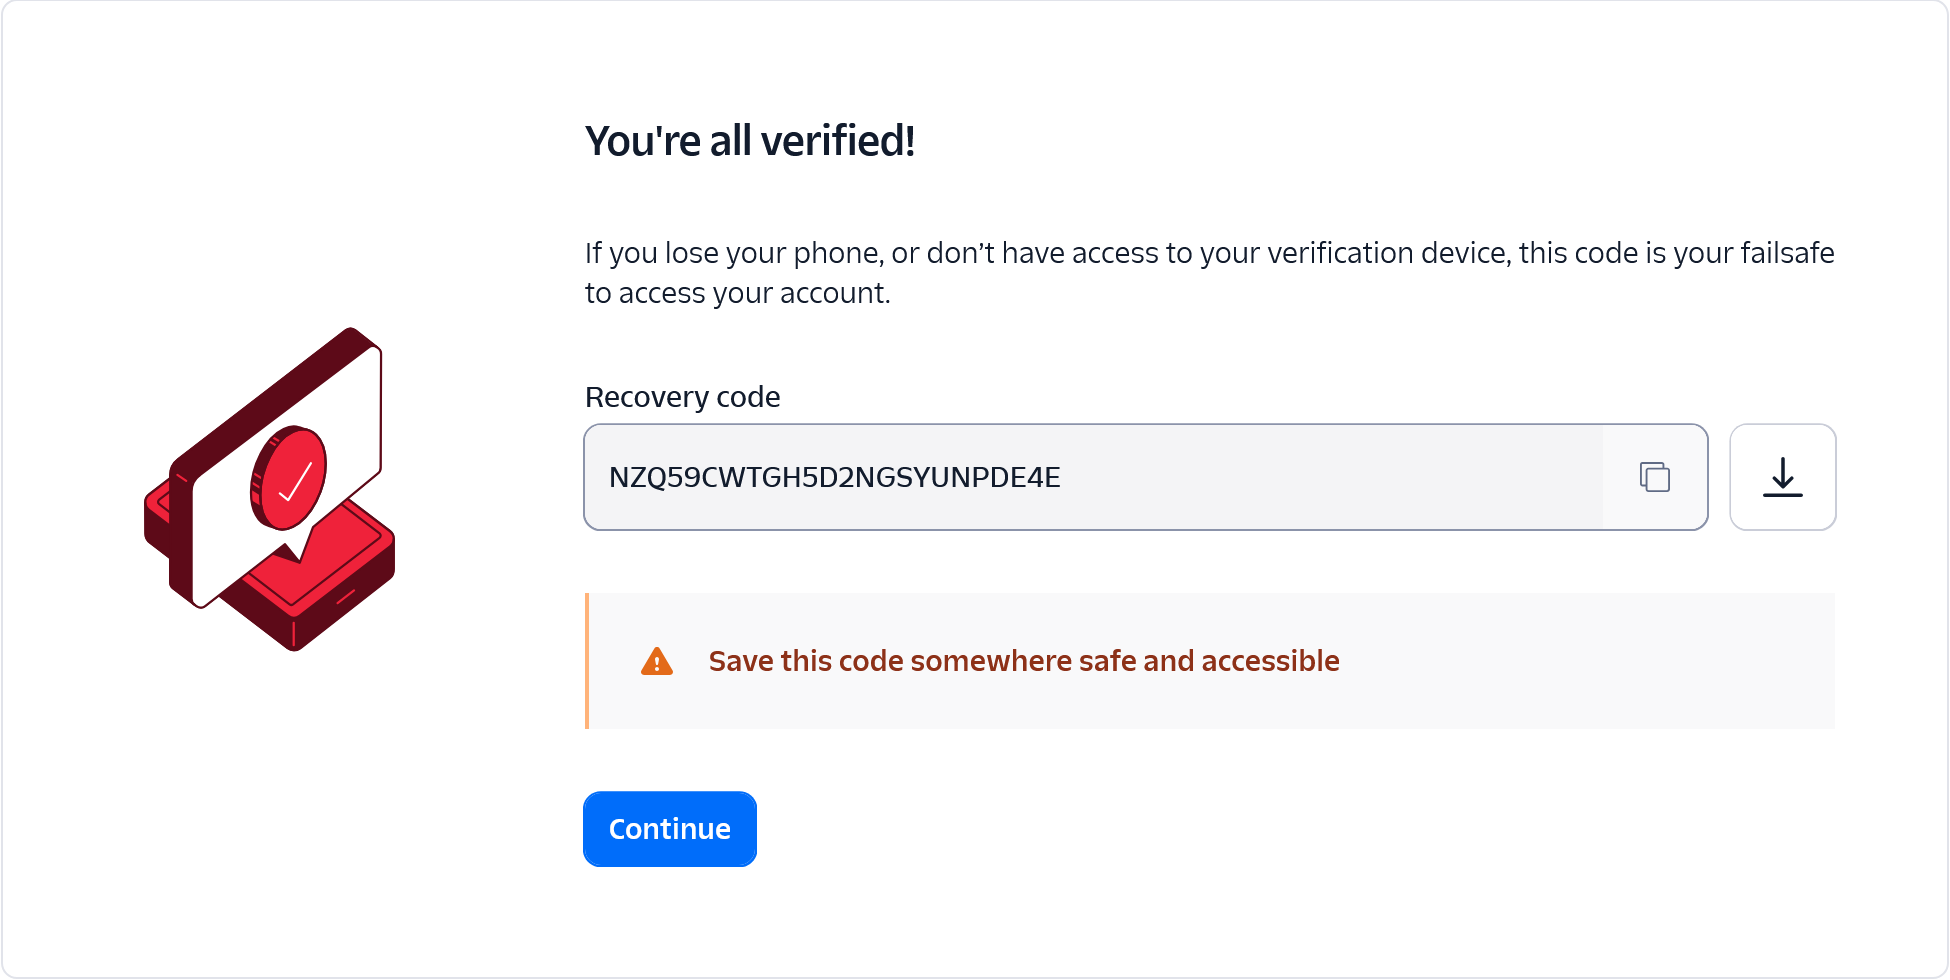 You're all verified!
If you lose your phone, or don’t have access to your verification device, this code is your failsafe
to access your account.
Recovery code
NZQ59CWTGH5D2NGSYUNPDE4E
Save this code somewhere safe and accessible
Continue